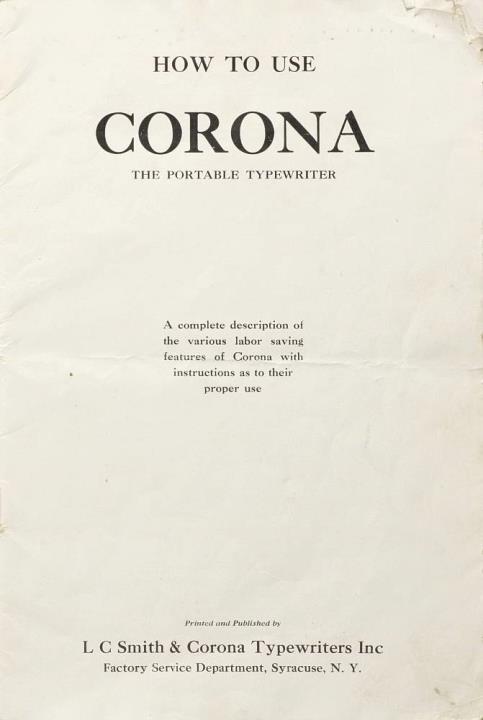 HOW TO USE
CORONA
THE PORTABLE TYPEWRITER
A complete description of
the various labor saving
features of Corona with
instructions as to their
proper use
Printed and Published by
L C Smith & Corona Typewriters Inc
Factory Service Department, Syracuse, N. Y.